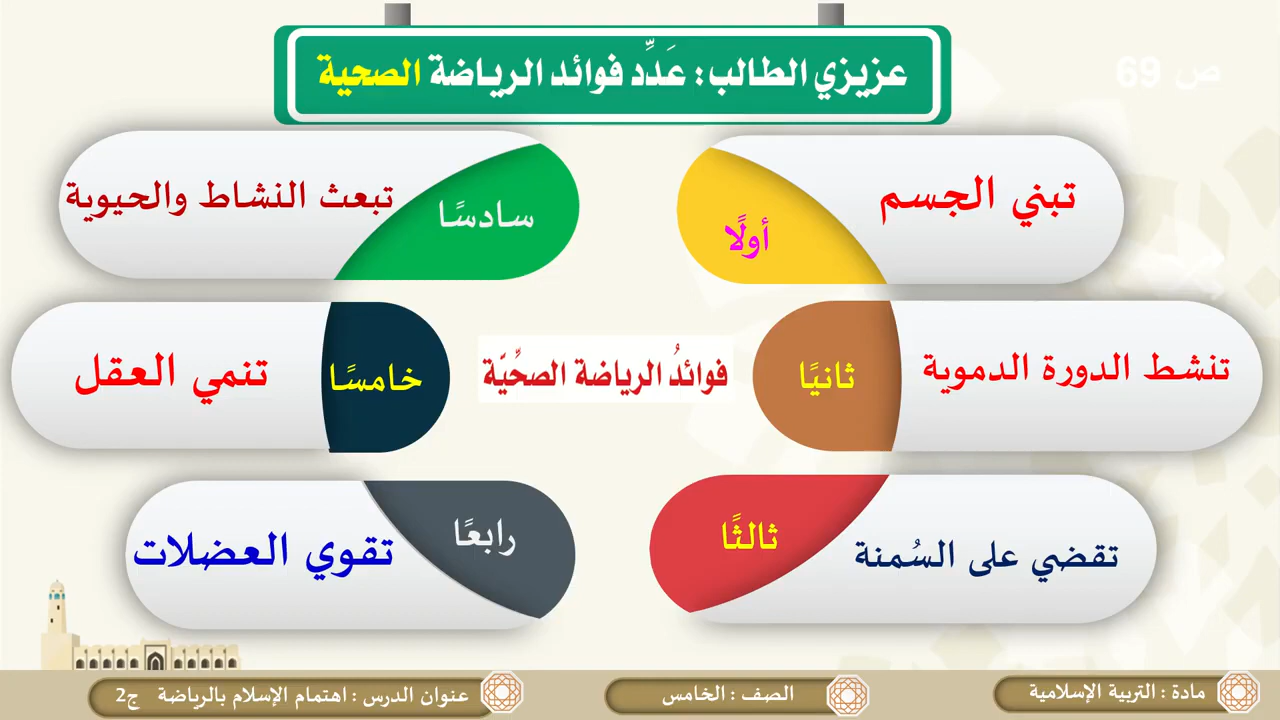 عزيزي الطالب: عَدِّد فوائد الرياضة الصحية
ص 69
أولًا
تبني الجسم
ثانيًا
تنشط الدورة الدموية
ثالثًا
تقضي على السُمنة
رابعًا
تقوي العضلات
خامسًا
تنمي العقل
سادسًا
تبعث النشاط والحيوية
فوائدُ الرياضة الصحِّيّة
مادة : التربية الإسلامية
الصف : الخامس
عنوان الدرس : اهتمام الإسلام بالرياضة ج2